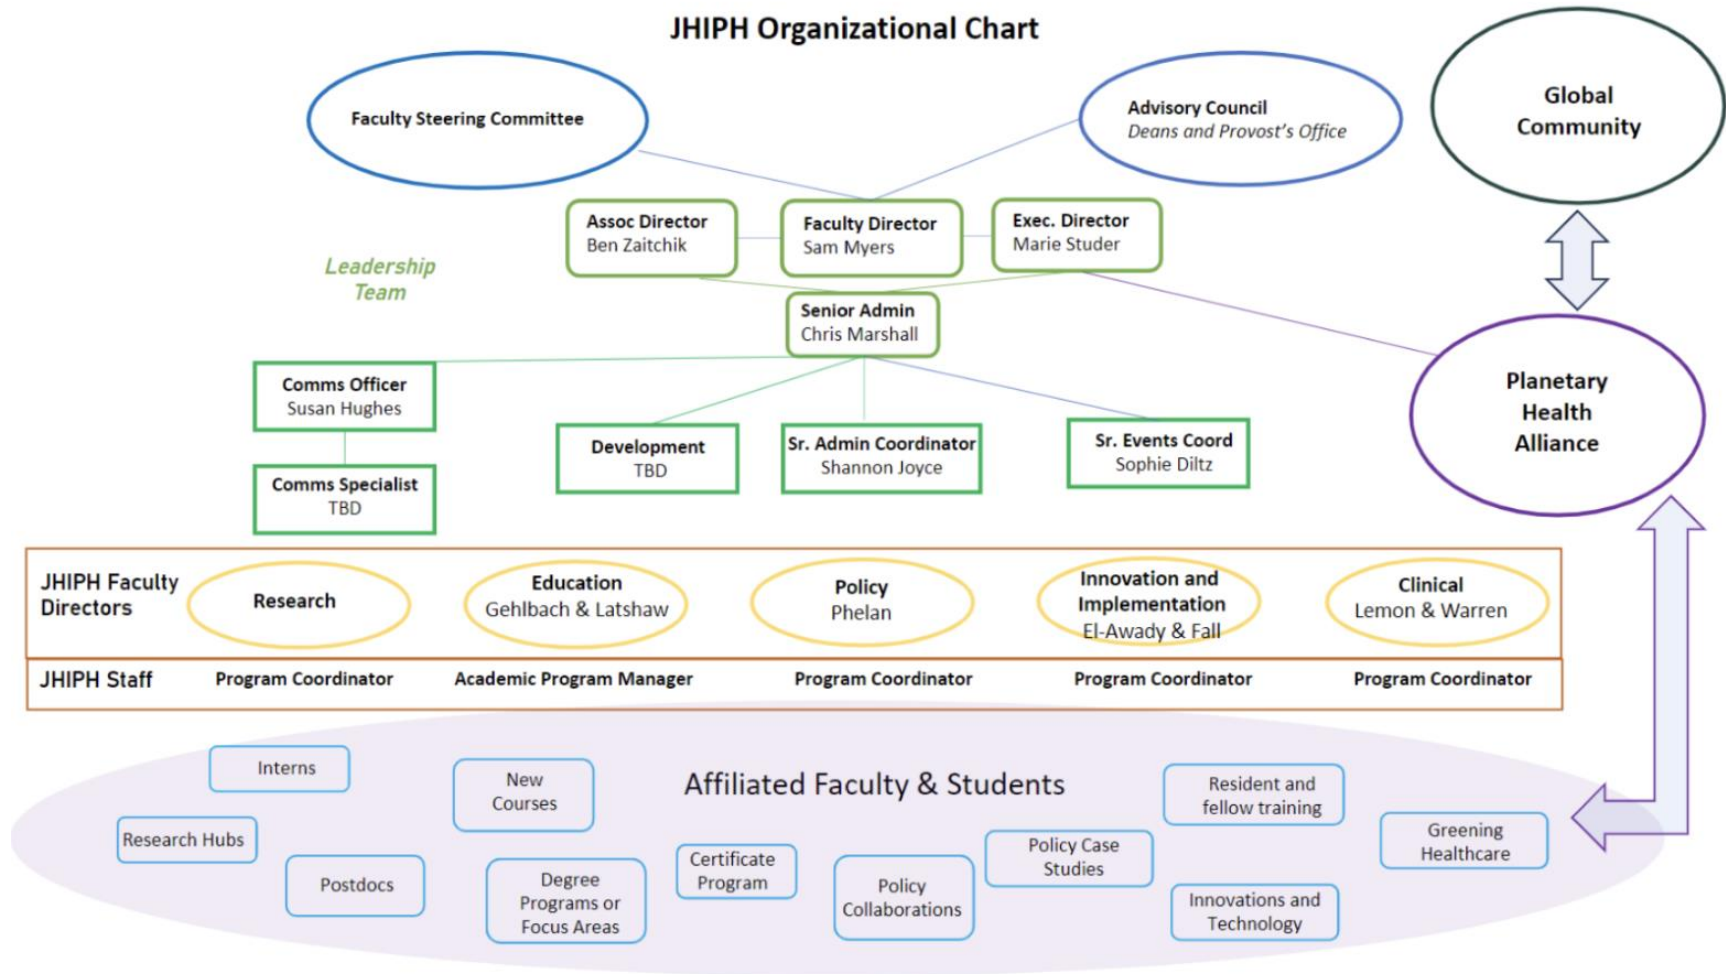 JHIPH Organizational Chart
Faculty Steering Committee
Advisory Council
Deans and Provost's Office
Global
Community
Assoc Director
Ben Zaitchik
Faculty Director
Sam Myers
Exec. Director
Marie Studer
Leadership
Team
Senior Admin
Chris Marshall
Planetary
Health
Alliance
Comms Officer
Susan Hughes
Comms Specialist
TBD
Development
TBD
Sr. Admin Coordinator
Shannon Joyce
Sr. Events Coord
Sophie Diltz
JHIPH Faculty
Directors
Research
Education
Gehlbach & Latshaw
Policy
Phelan
Innovation and
Implementation
El-Awady & Fall
Clinical
Lemon & Warren
JHIPH Staff
Program Coordinator
Academic Program Manager
Program Coordinator
Program Coordinator
Program Coordinator
Affiliated Faculty & Students
Interns
New
Courses
Resident and
fellow training
Research Hubs
Postdocs
Degree
Programs or
Focus Areas
Certificate
Program
Policy
Collaborations
Policy Case
Studies
Innovations and
Technology
Greening
Healthcare